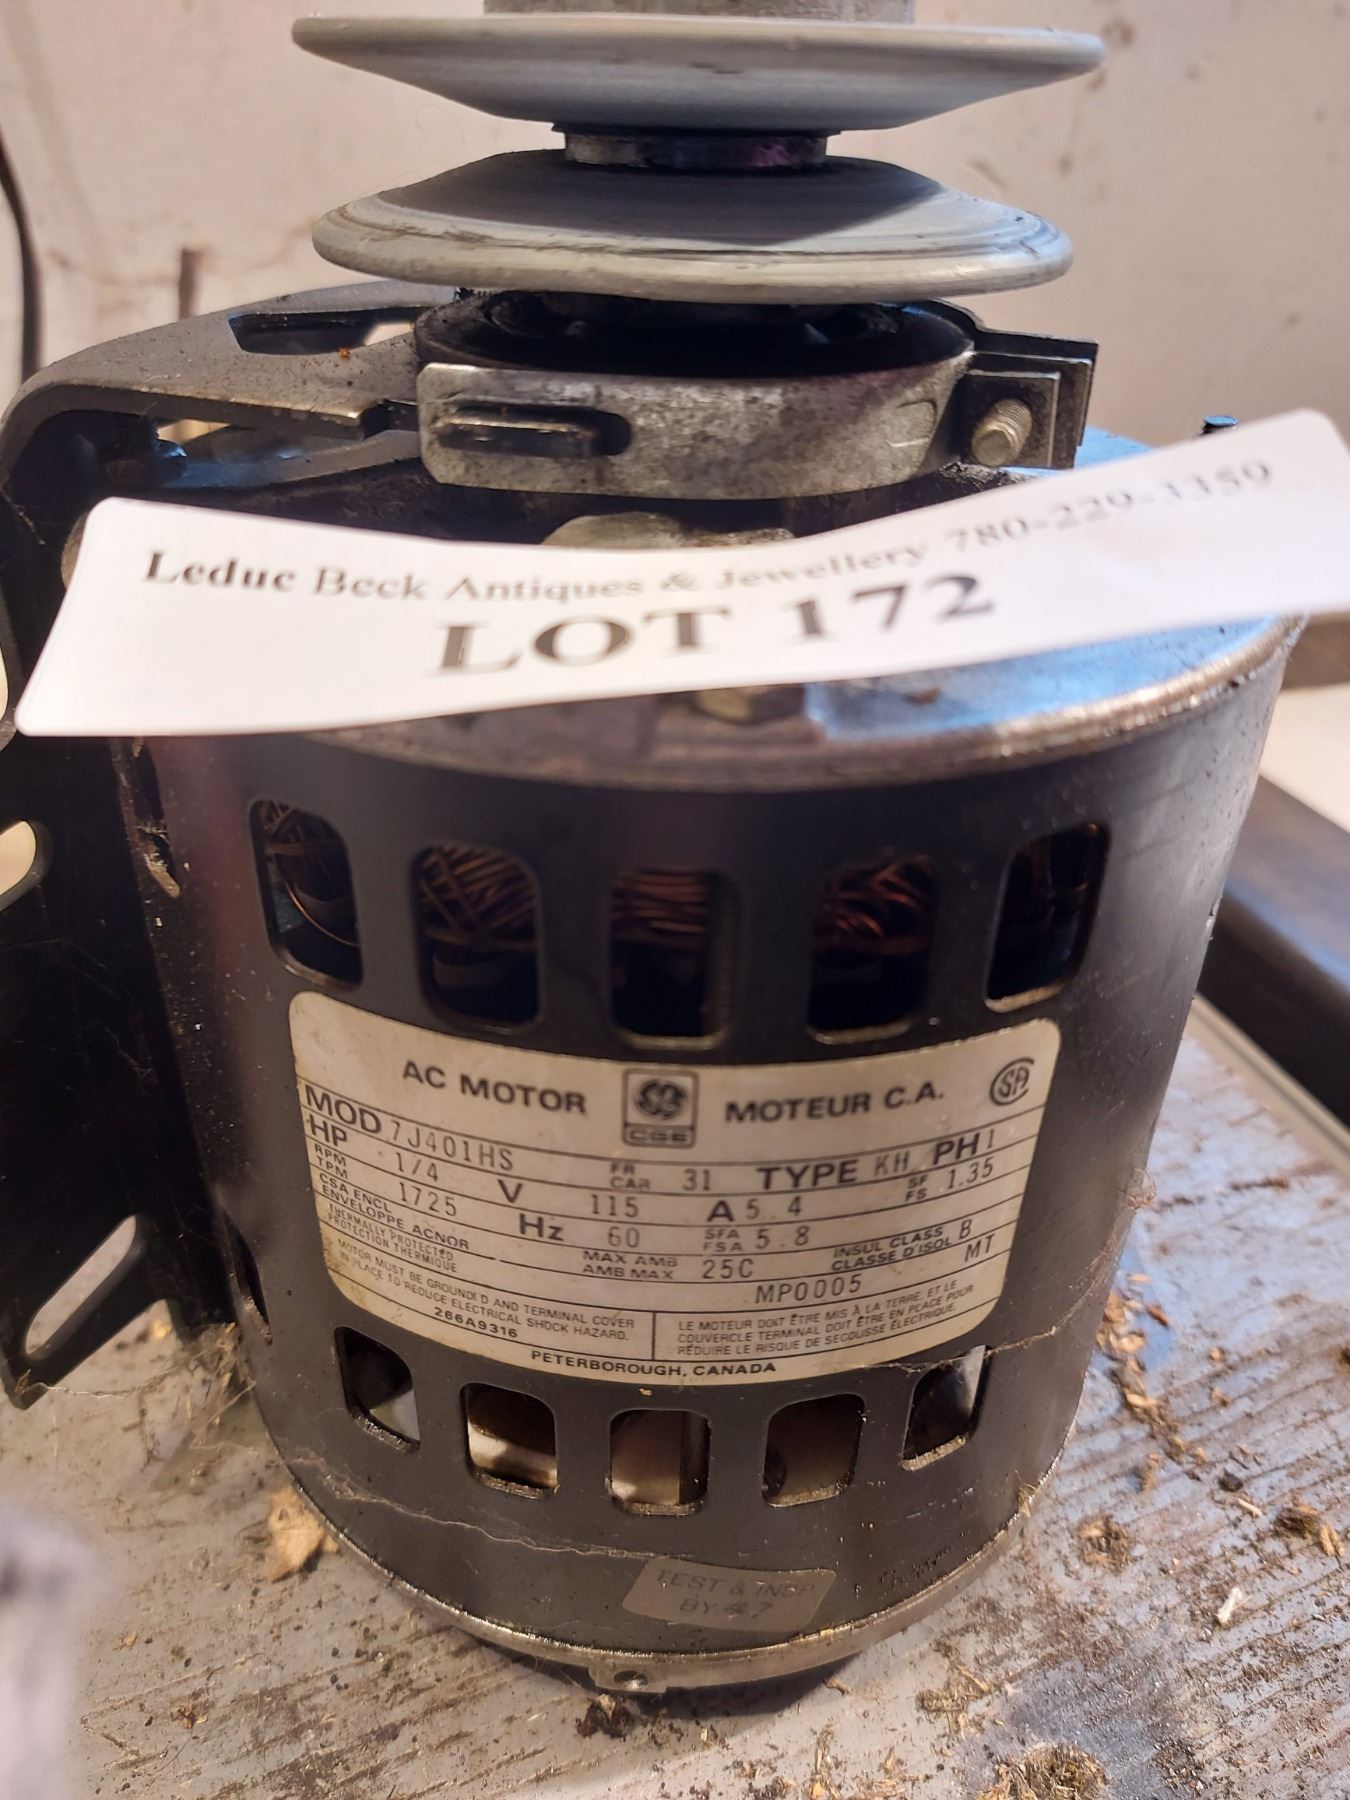 Leduc Beck Antiques & Jewellery 780-229-3350
LOT 172
AC MOTOR CGE MOTEUR C.A. SP
MOD 7J401HS FR CAR 31 TYPE KH PH 1
HP 1/4 V 115 A 5.4 SF FS 1.35
RPM TPM 1725 Hz 60 SFA FSA 5.8 INSUL CLASS CLASSE D'ISOL B
CSA ENCL ENVELOPPE ACNOR MAX AMB AMB MAX 25C MT
THERMALLY PROTECTED
PROTECTION THERMIQUE
MP0005
MOTOR MUST BE GROUNDED AND TERMINAL COVER
IN PLACE TO REDUCE ELECTRICAL SHOCK HAZARD.
266A9316
LE MOTEUR DOIT ÊTRE MIS À LA TERRE, ET LE
COUVERCLE TERMINAL DOIT ÊTRE EN PLACE POUR
RÉDUIRE LE RISQUE DE SECOUSSE ÉLECTRIQUE.
PETERBOROUGH, CANADA
TEST & INSP
BY #7